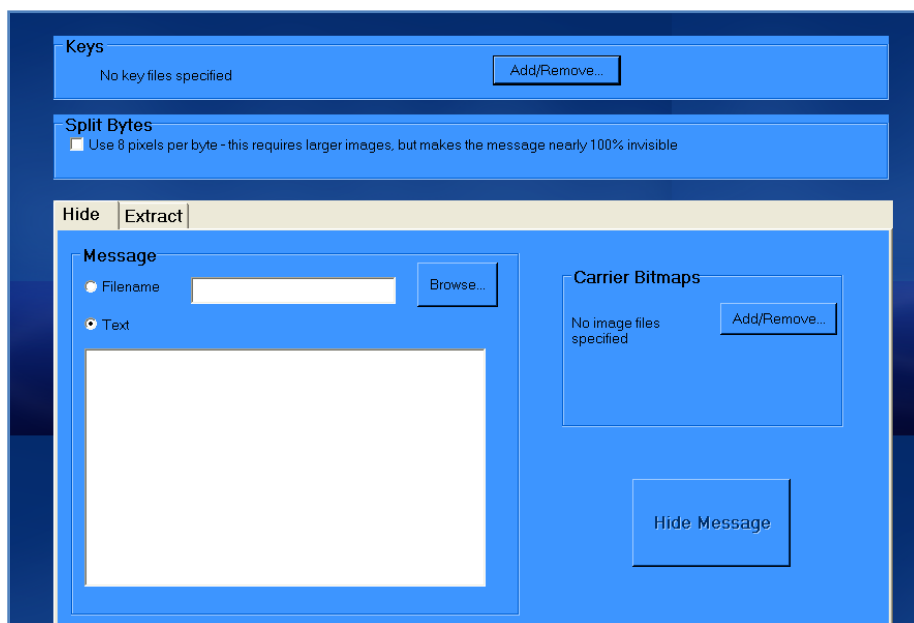 Keys
No key files specified
Add/Remove...
Split Bytes
Use 8 pixels per byte - this requires larger images, but makes the message nearly 100% invisible
Hide
Extract
Message
Filename
Browse...
Text
Carrier Bitmaps
No image files
specified
Add/Remove...
Hide Message